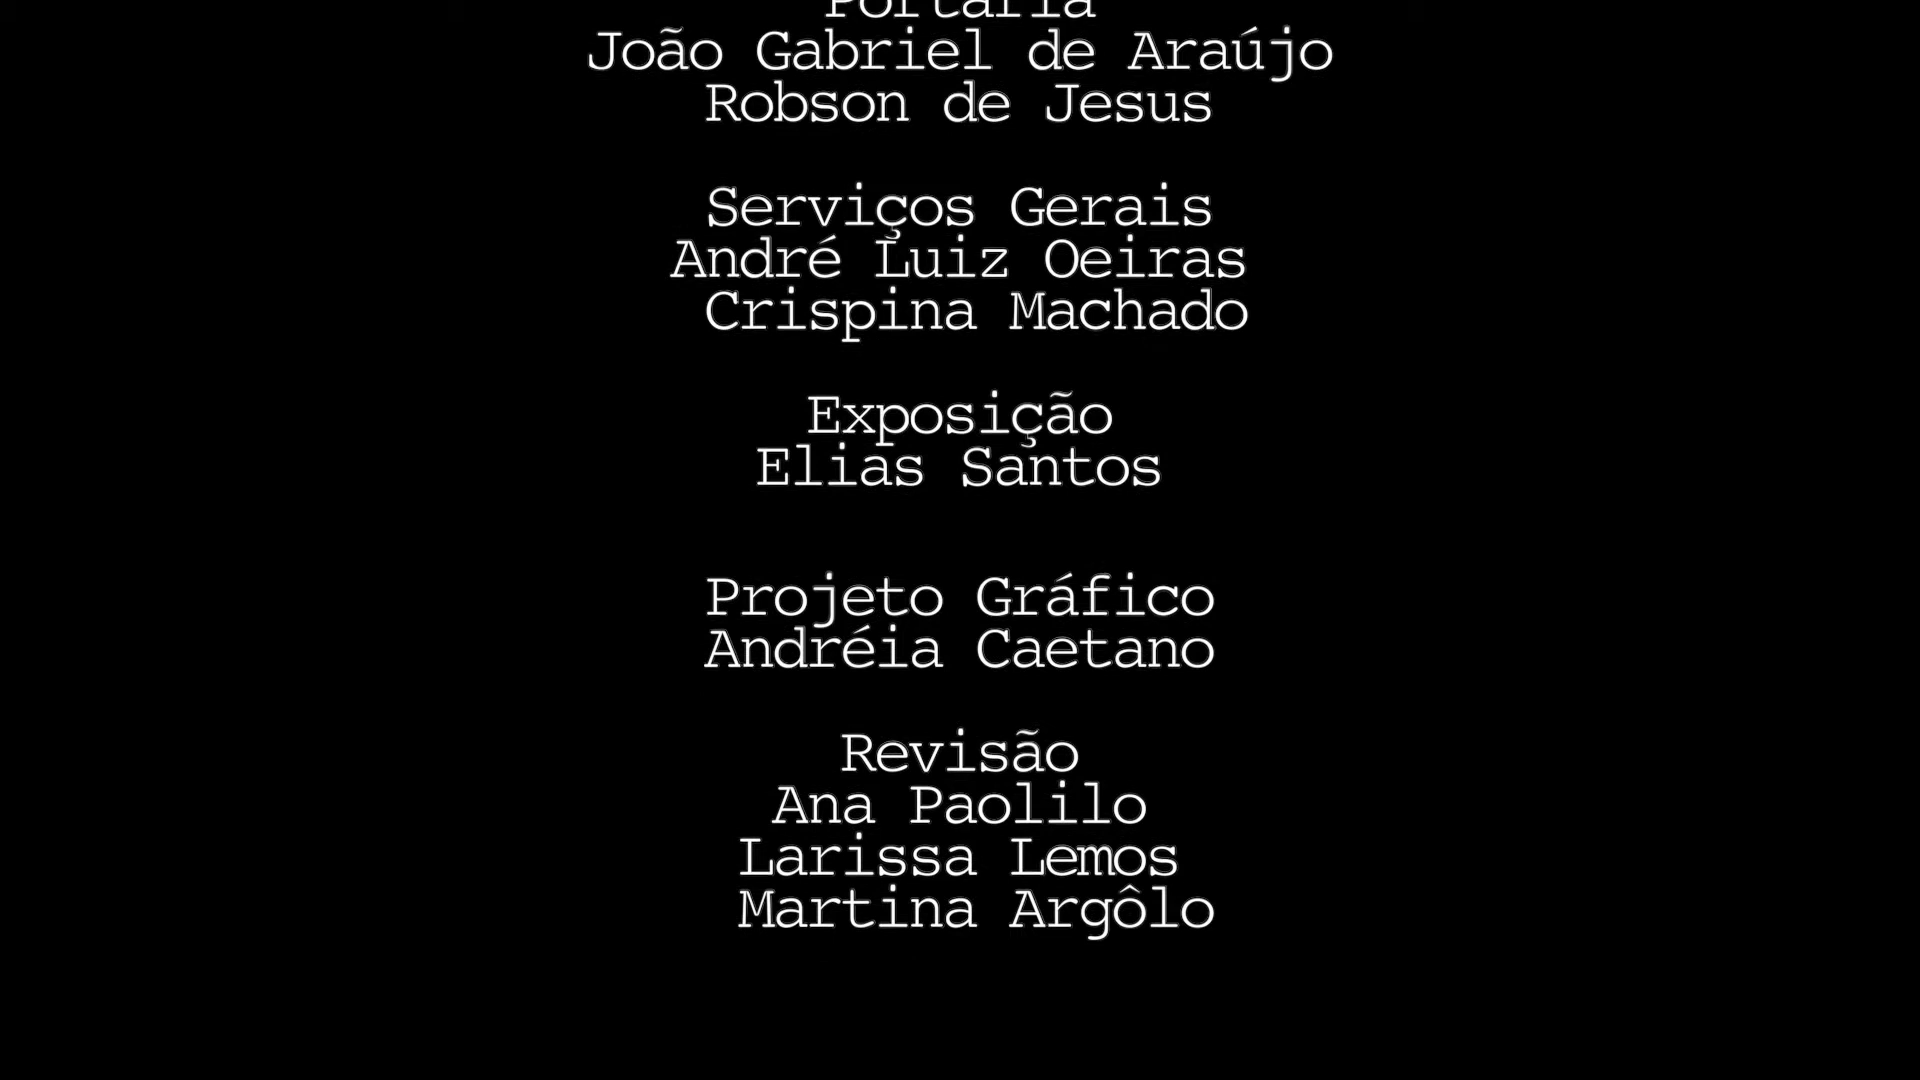 Portaria
João Gabriel de Araújo
Robson de Jesus
Serviços Gerais
André Luiz Oeiras
Crispina Machado
Exposição
Elias Santos
Projeto Gráfico
Andréia Caetano
Revisão
Ana Paolilo
Larissa Lemos
Martina Argôlo